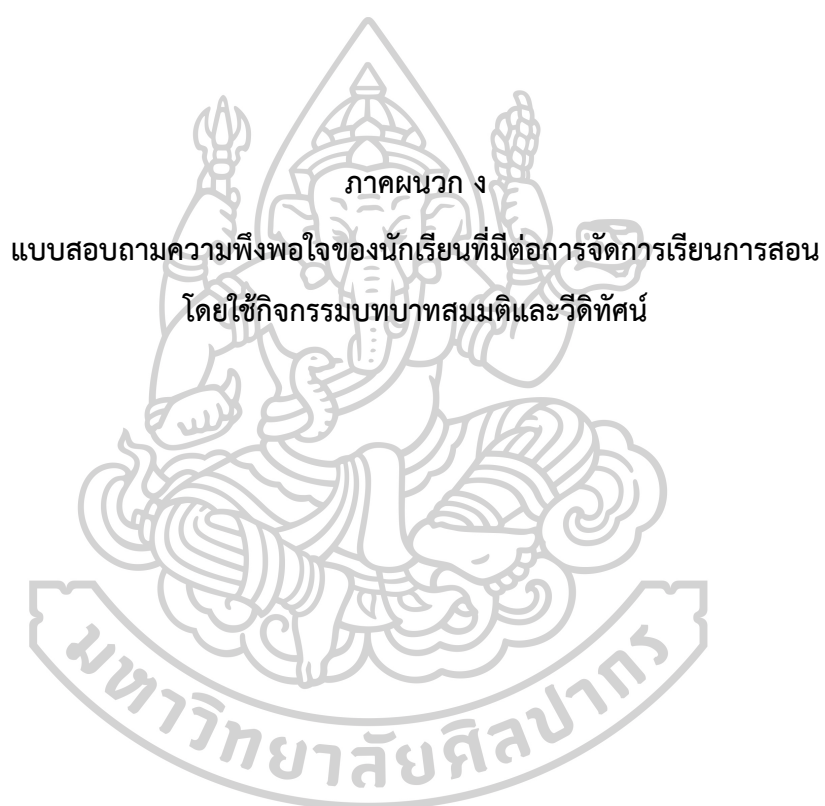 ภาคผนวก ง
แบบสอบถามความพึงพอใจของนักเรียนที่มีต่อการจัดการเรียนการสอน
โดยใช้กิจกรรมบทบาทสมมติและวีดิทัศน์
มหาวิทยาลัยศิลปากร